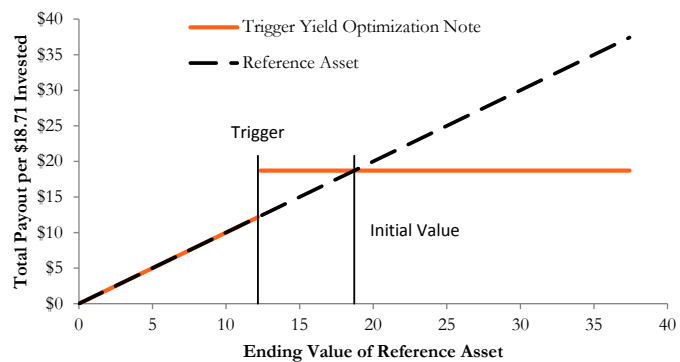 $40
$35
$30
$25
$20
$15
$10
$5
$0
Total Payout per $18.71 Invested
Trigger Yield Optimization Note
Reference Asset
Trigger
Initial Value
0 5 10 15 20 25 30 35 40
Ending Value of Reference Asset